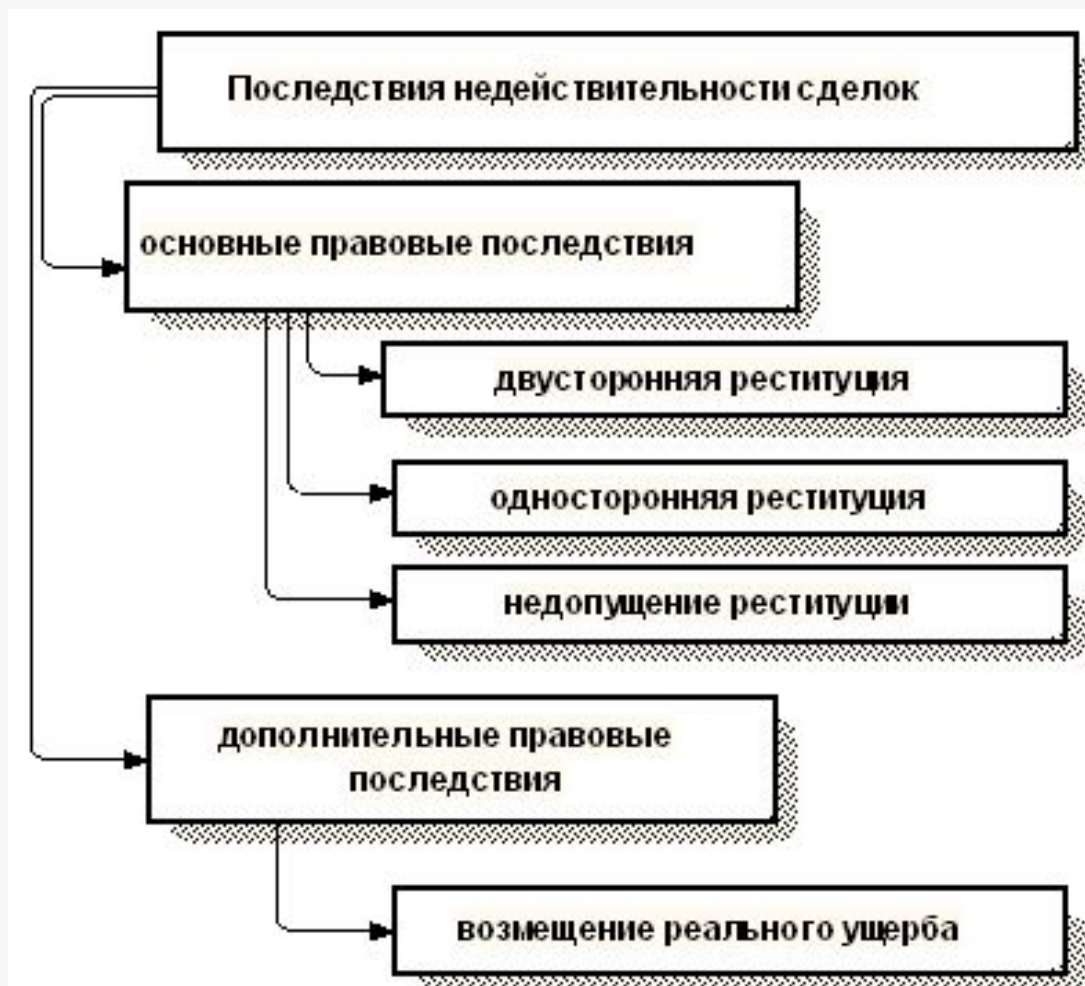 Последствия недействительности сделок
основные правовые последствия
двусторонняя реституция
односторонняя реституция
недопущение реституции
дополнительные правовые
последствия
возмещение реального ущерба